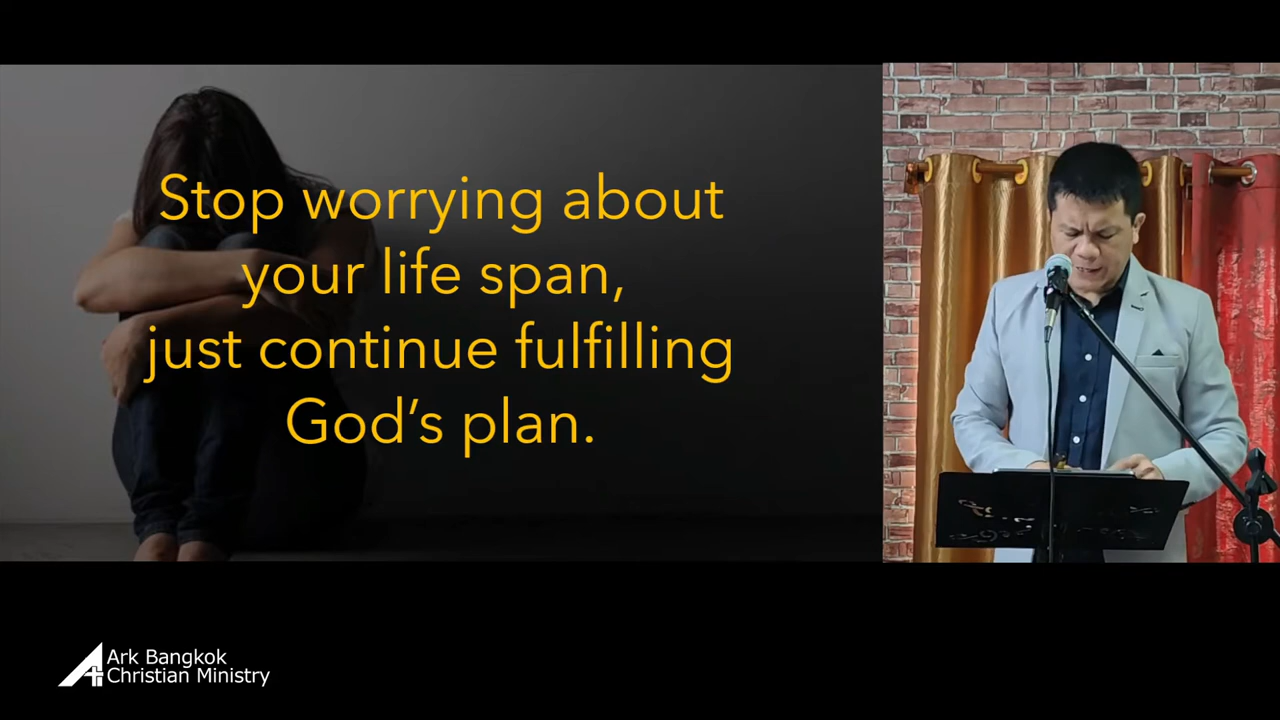 Stop worrying about
your life span,
just continue fulfilling
God's plan.
Ark Bangkok
Christian Ministry